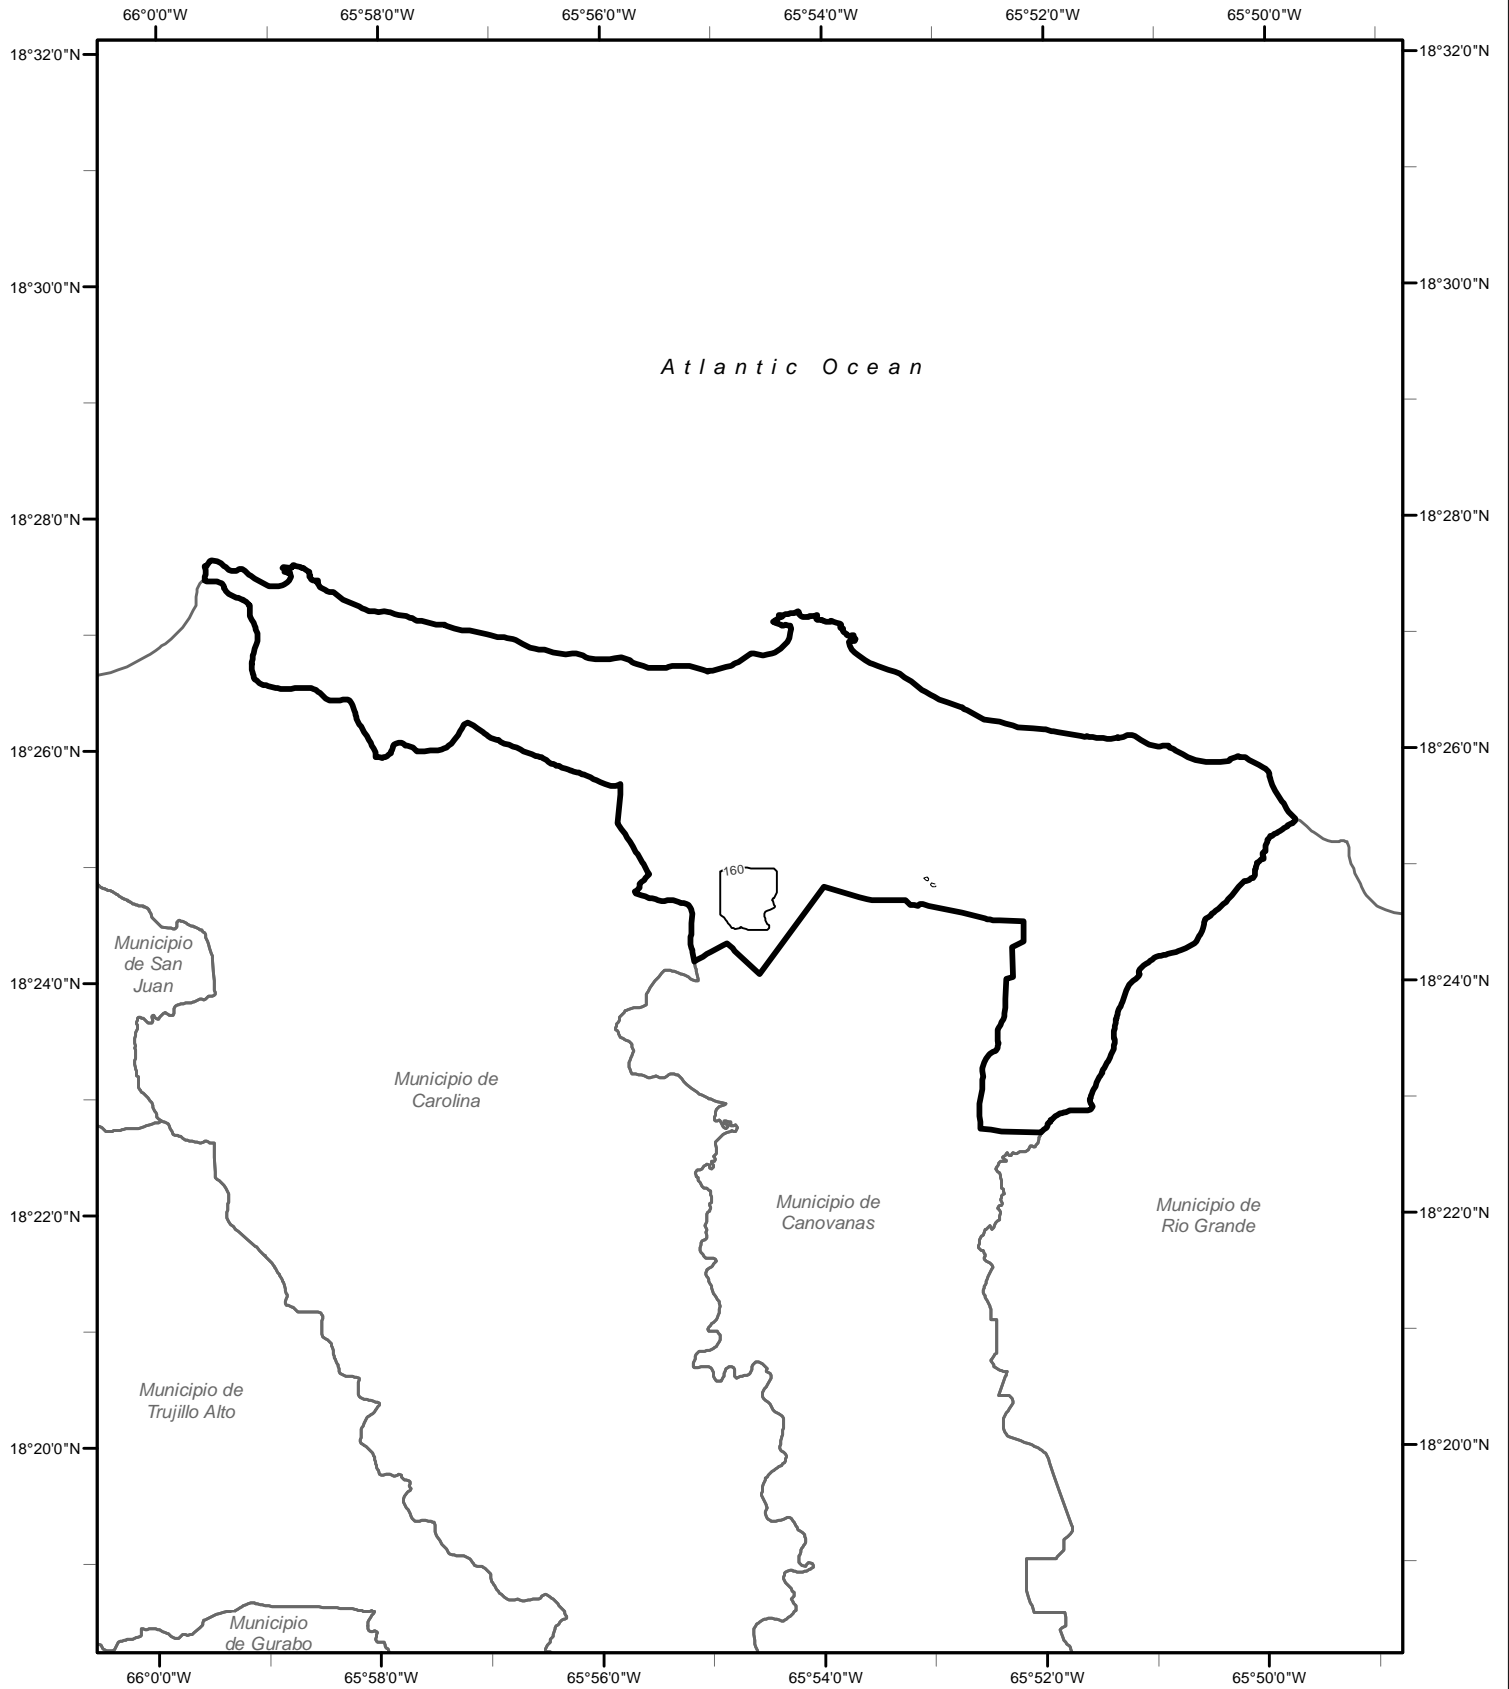 66°0'0"W
65°58'0"W
65°56'0"W
65°54'0"W
65°52'0"W
65°50'0"W
18°32'0"N
18°32'0"N
18°30'0"N
18°30'0"N
Atlantic Ocean
18°28'0"N
18°28'0"N
18°26'0"N
18°26'0"N
160
Municipio
de San
Juan
18°24'0"N
18°24'0"N
Municipio de
Carolina
Municipio de
Canovanas
Municipio de
Rio Grande
18°22'0"N
18°22'0"N
Municipio de
Trujillo Alto
18°20'0"N
18°20'0"N
Municipio
de Gurabo
66°0'0"W
65°58'0"W
65°56'0"W
65°54'0"W
65°52'0"W
65°50'0"W